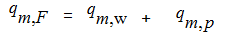 q_{m,F} = q_{m,w} + q_{m,p}